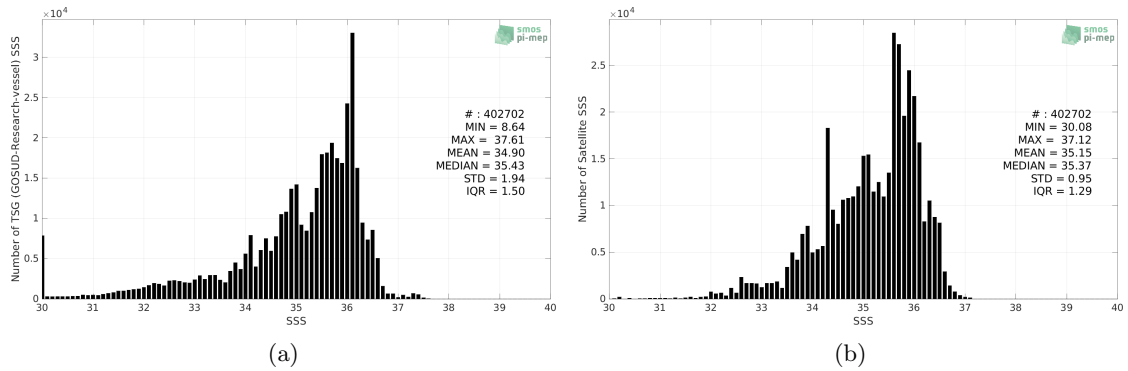 ×10⁴
smos
pi-mep
Number of TSG (GOSUD-Research-vessel) SSS
3
2.5
2
1.5
1
0.5
0
# : 402702
MIN = 8.64
MAX = 37.61
MEAN = 34.90
MEDIAN = 35.43
STD = 1.94
IQR = 1.50
31 32 33 34 35 36 37 38 39 40
SSS
(a)
×10⁴
smos
pi-mep
Number of Satellite SSS
2.5
2
1.5
1
0.5
0
# : 402702
MIN = 30.08
MAX = 37.12
MEAN = 35.15
MEDIAN = 35.37
STD = 0.95
IQR = 1.29
30 31 32 33 34 35 36 37 38 39 40
SSS
(b)